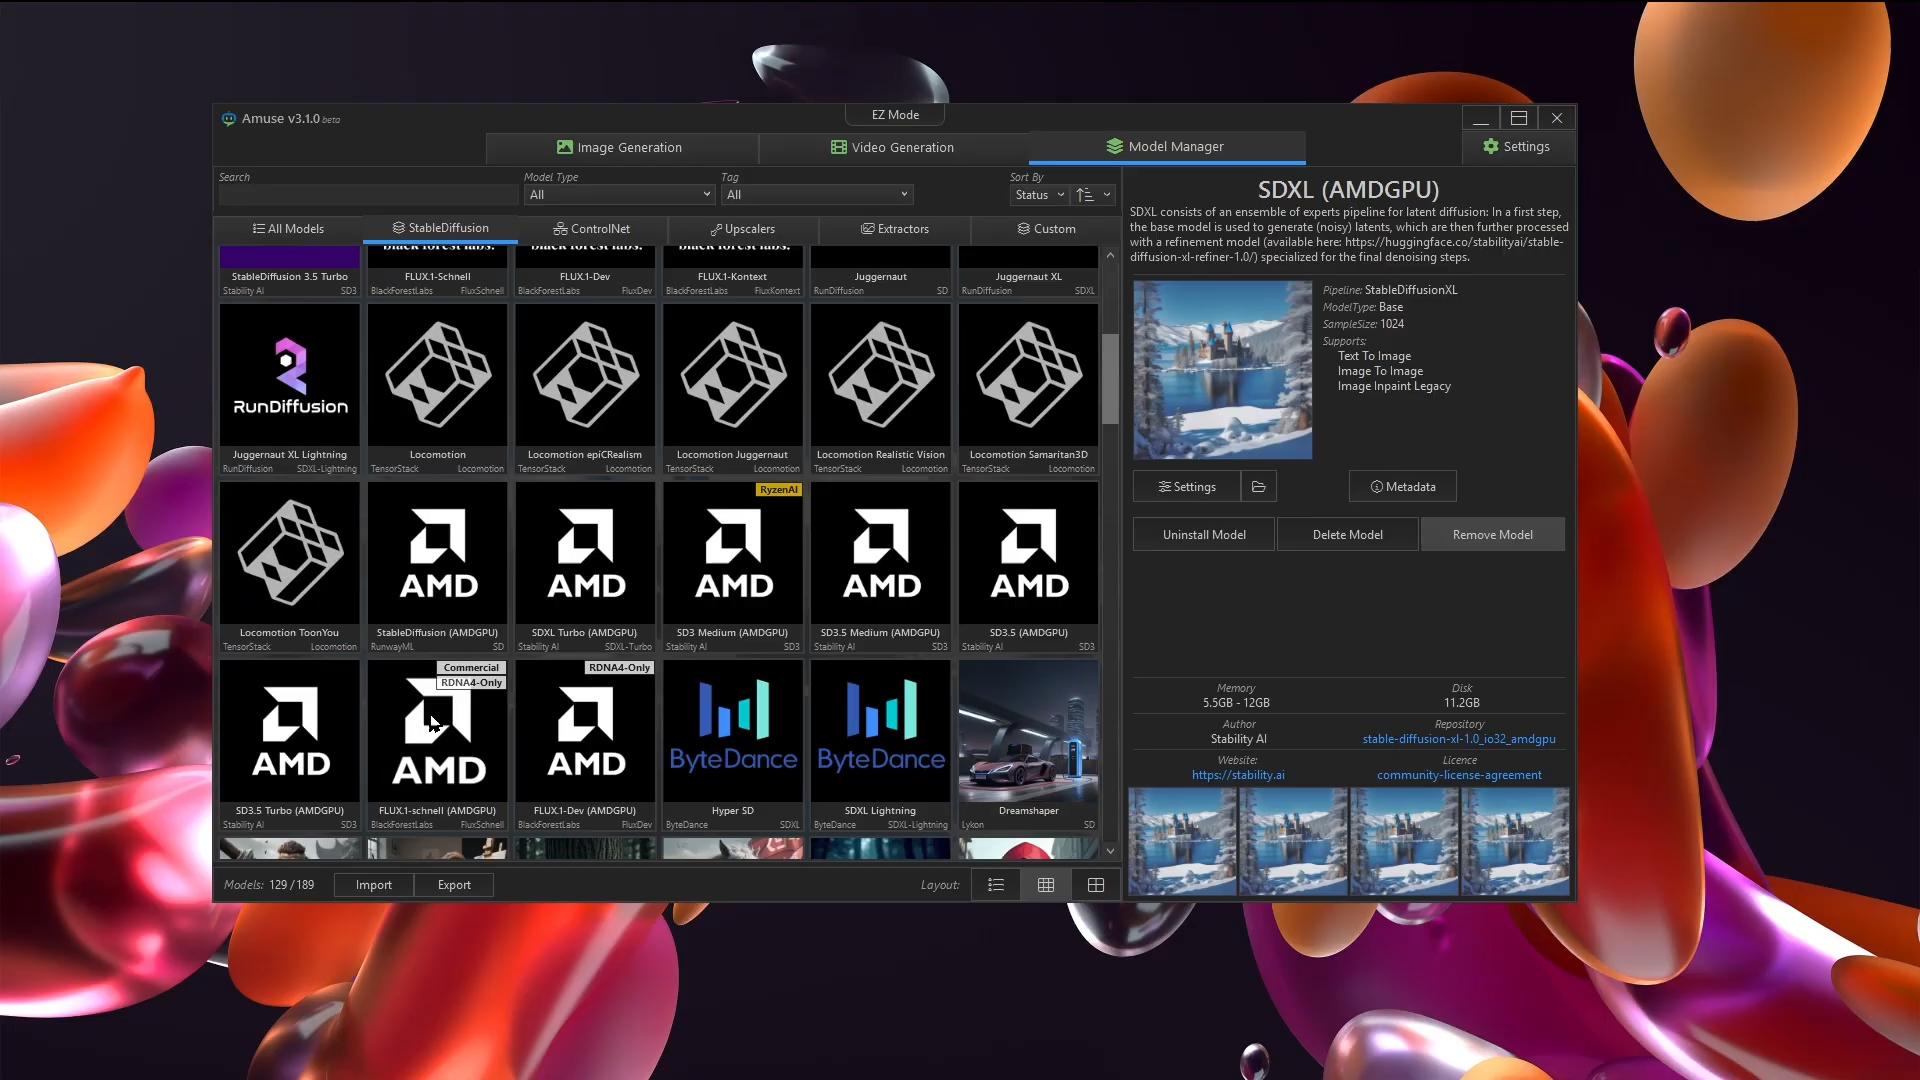 Amuse v3.1.0 beta
EZ Mode
Image Generation
Video Generation
Model Manager
Settings
Search
Model Type
Tag
Sort By
All
All
Status
All Models
StableDiffusion
ControlNet
Upscalers
Extractors
Custom
StableDiffusion 3.5 Turbo
Stability AI SD3
FLUX.1-Schnell
BlackForestLabs FluxSchnell
FLUX.1-Dev
BlackForestLabs FluxDev
FLUX.1-Kontext
BlackForestLabs FluxKontext
Juggernaut
RunDiffusion SD
Juggernaut XL
RunDiffusion SDXL
RunDiffusion
Juggernaut XL Lightning
RunDiffusion SDXL-Lightning
Locomotion
TensorStack Locomotion
Locomotion epiCRealism
TensorStack Locomotion
Locomotion Juggernaut
TensorStack Locomotion
Locomotion Realistic Vision
TensorStack Locomotion
Locomotion Samaritan3D
TensorStack Locomotion
Locomotion ToonYou
TensorStack Locomotion
AMD
StableDiffusion (AMDGPU)
RunwayML SD
AMD
SDXL Turbo (AMDGPU)
Stability AI SDXL-Turbo
RyzenAI
AMD
SD3 Medium (AMDGPU)
Stability AI SD3
AMD
SD3.5 Medium (AMDGPU)
Stability AI SD3
AMD
SD3.5 (AMDGPU)
Stability AI SD3
AMD
SD3.5 Turbo (AMDGPU)
Stability AI SD3
Commercial
RDNA4-Only
AMD
FLUX.1-schnell (AMDGPU)
BlackForestLabs FluxSchnell
RDNA4-Only
AMD
FLUX.1-Dev (AMDGPU)
BlackForestLabs FluxDev
ByteDance
Hyper SD
ByteDance SDXL
ByteDance
SDXL Lightning
ByteDance SDXL-Lightning
Dreamshaper
Lykon SD
Models: 129 / 189
Import
Export
Layout:
SDXL (AMDGPU)
SDXL consists of an ensemble of experts pipeline for latent diffusion: In a first step,
the base model is used to generate (noisy) latents, which are then further processed
with a refinement model (available here: https://huggingface.co/stabilityai/stable-
diffusion-xl-refiner-1.0/) specialized for the final denoising steps.
Pipeline: StableDiffusionXL
ModelType: Base
SampleSize: 1024
Supports:
Text To Image
Image To Image
Image Inpaint Legacy
Settings
Metadata
Uninstall Model
Delete Model
Remove Model
Memory
5.5GB - 12GB
Disk
11.2GB
Author
Stability AI
Repository
stable-diffusion-xl-1.0_io32_amdgpu
Website:
https://stability.ai
Licence
community-license-agreement